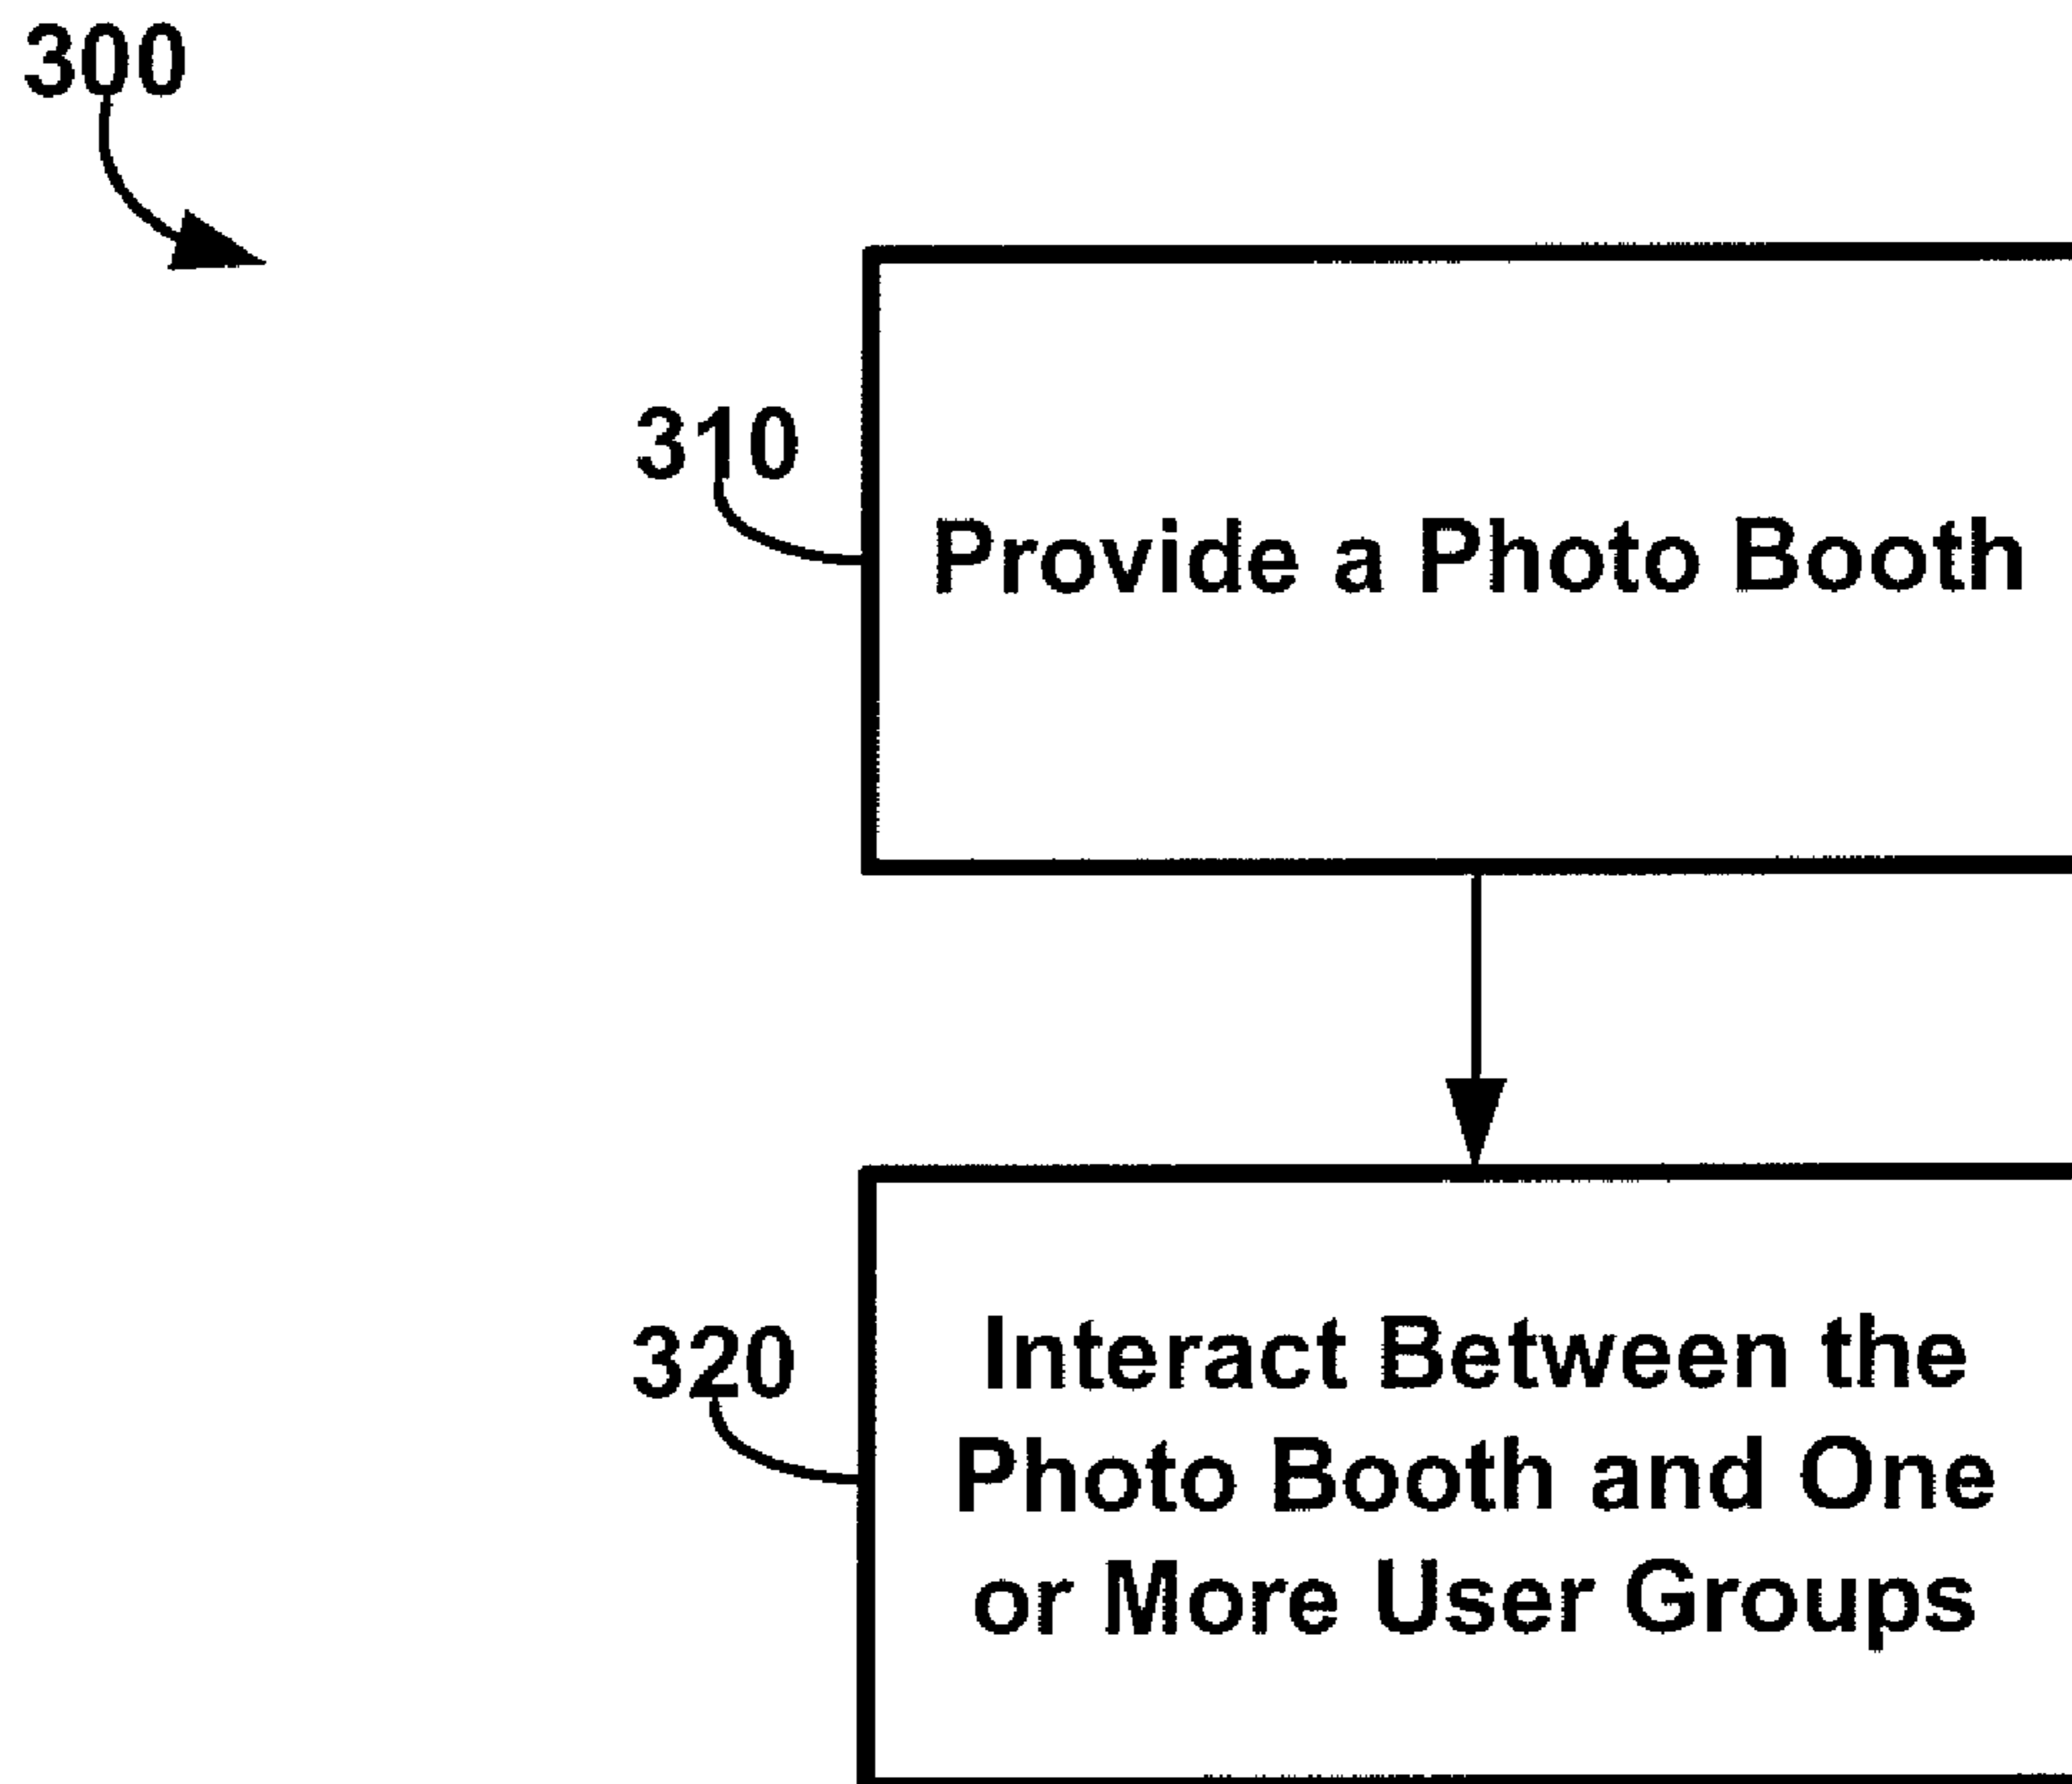 300
310
Provide a Photo Booth
320
Interact Between the
Photo Booth and One
or More User Groups